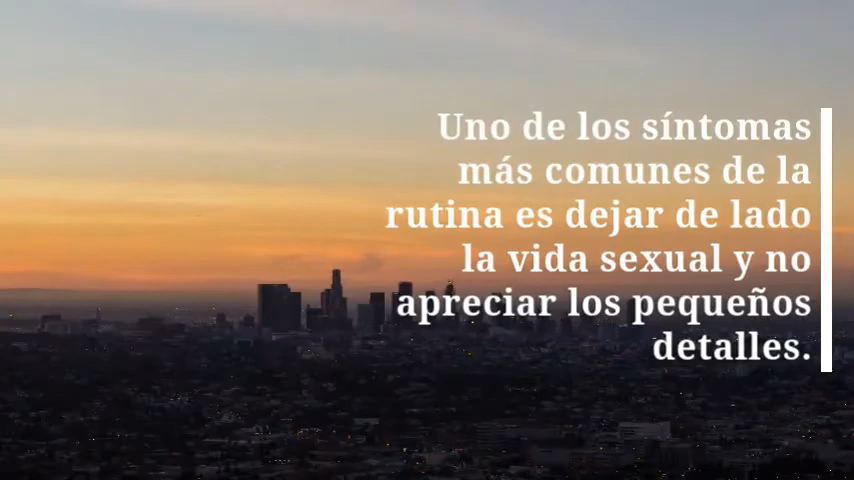 Uno de los síntomas
más comunes de la
rutina es dejar de lado
la vida sexual y no
apreciar los pequeños
detalles.